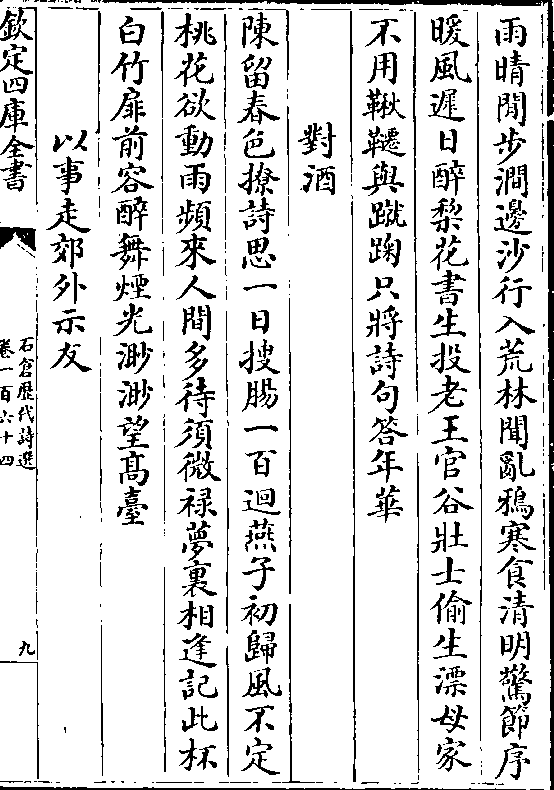 雨晴閒步澗邊沙行入荒林聞亂鴉寒食清明驚節序
暖風遲日醉梨花書生投老王官谷壯士偷生漂母家
不用鞦韆與蹴踘只將詩句答年華
對酒
陳留春色撩詩思一日搜腸一百迴燕子初歸風不定
桃花欲動雨頻來人間多待須微禄夢裏相逢記此杯
白竹扉前容醉舞煙光渺渺望髙臺
以事走郊外示友
欽定四庫全書
石倉歴代詩選
卷一百六十四
九